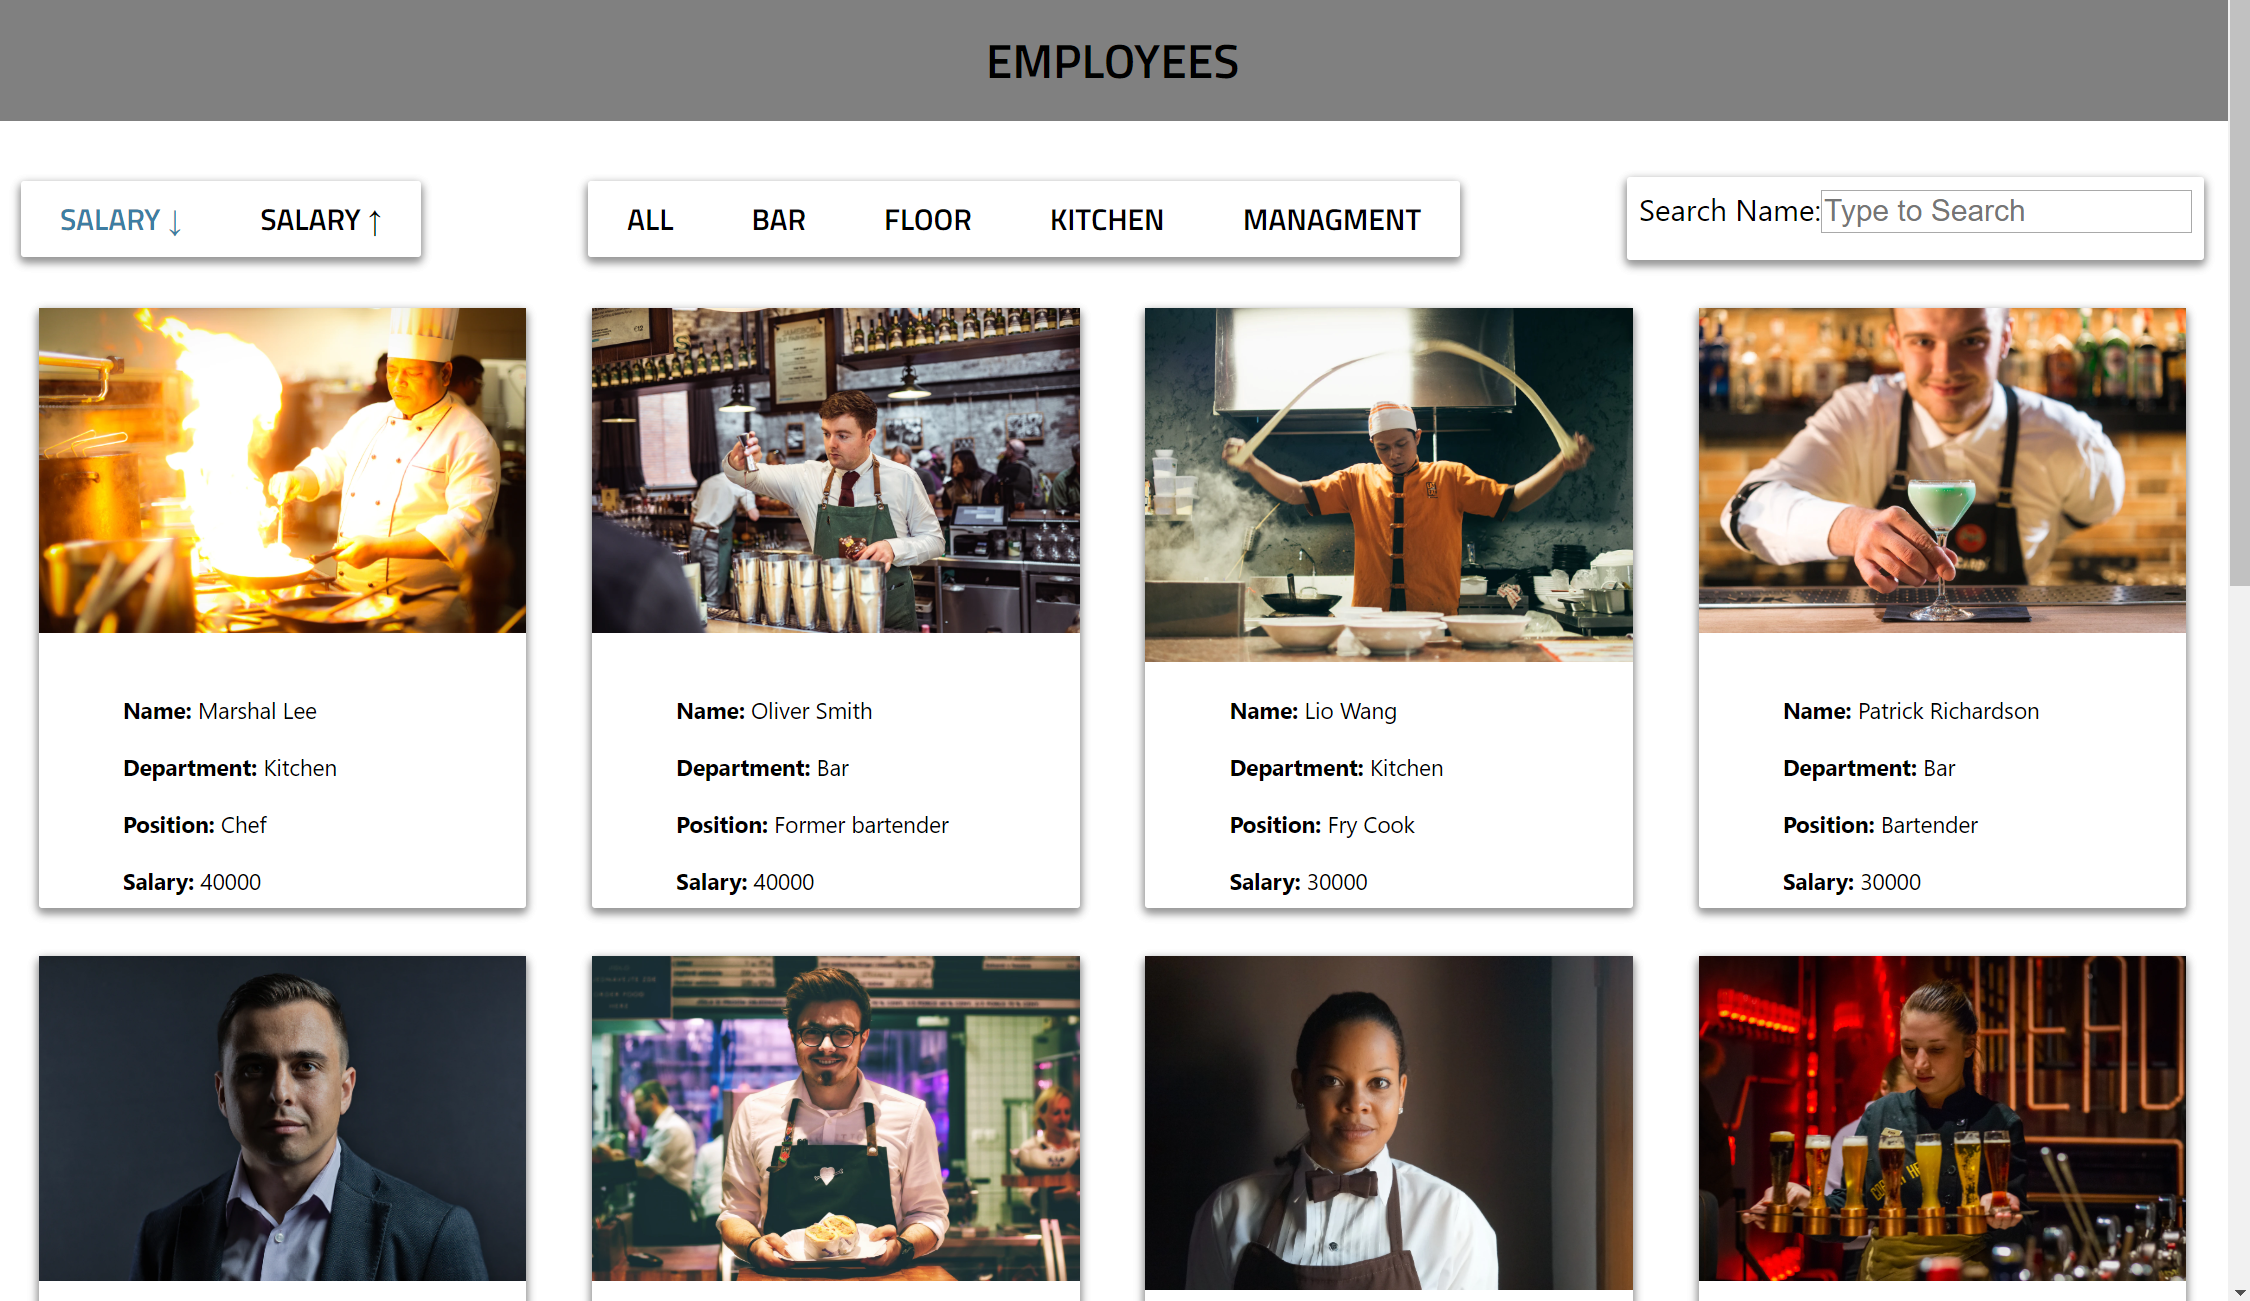 EMPLOYEES
SALARY ↓ SALARY ↑ ALL BAR FLOOR KITCHEN MANAGMENT Search Name: Type to Search
Name: Marshal Lee
Department: Kitchen
Position: Chef
Salary: 40000
Name: Oliver Smith
Department: Bar
Position: Former bartender
Salary: 40000
Name: Lio Wang
Department: Kitchen
Position: Fry Cook
Salary: 30000
Name: Patrick Richardson
Department: Bar
Position: Bartender
Salary: 30000
HEAD